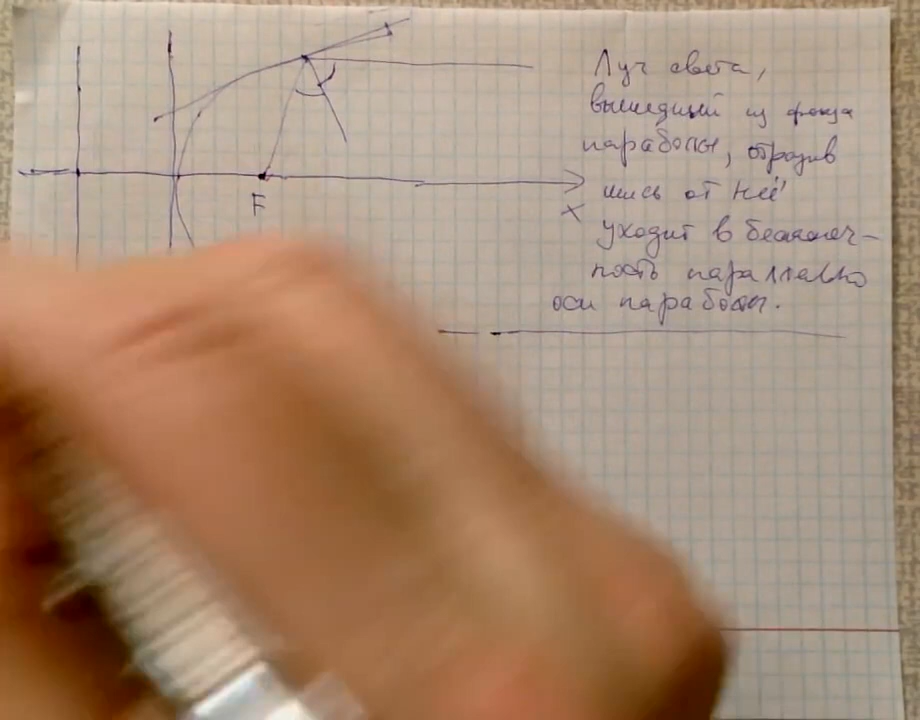 Луч света,
вышедший из фокуса
параболы, отразив
шись от неё
уходит в бесконеч-
ность параллельно
оси параболы.
F
x